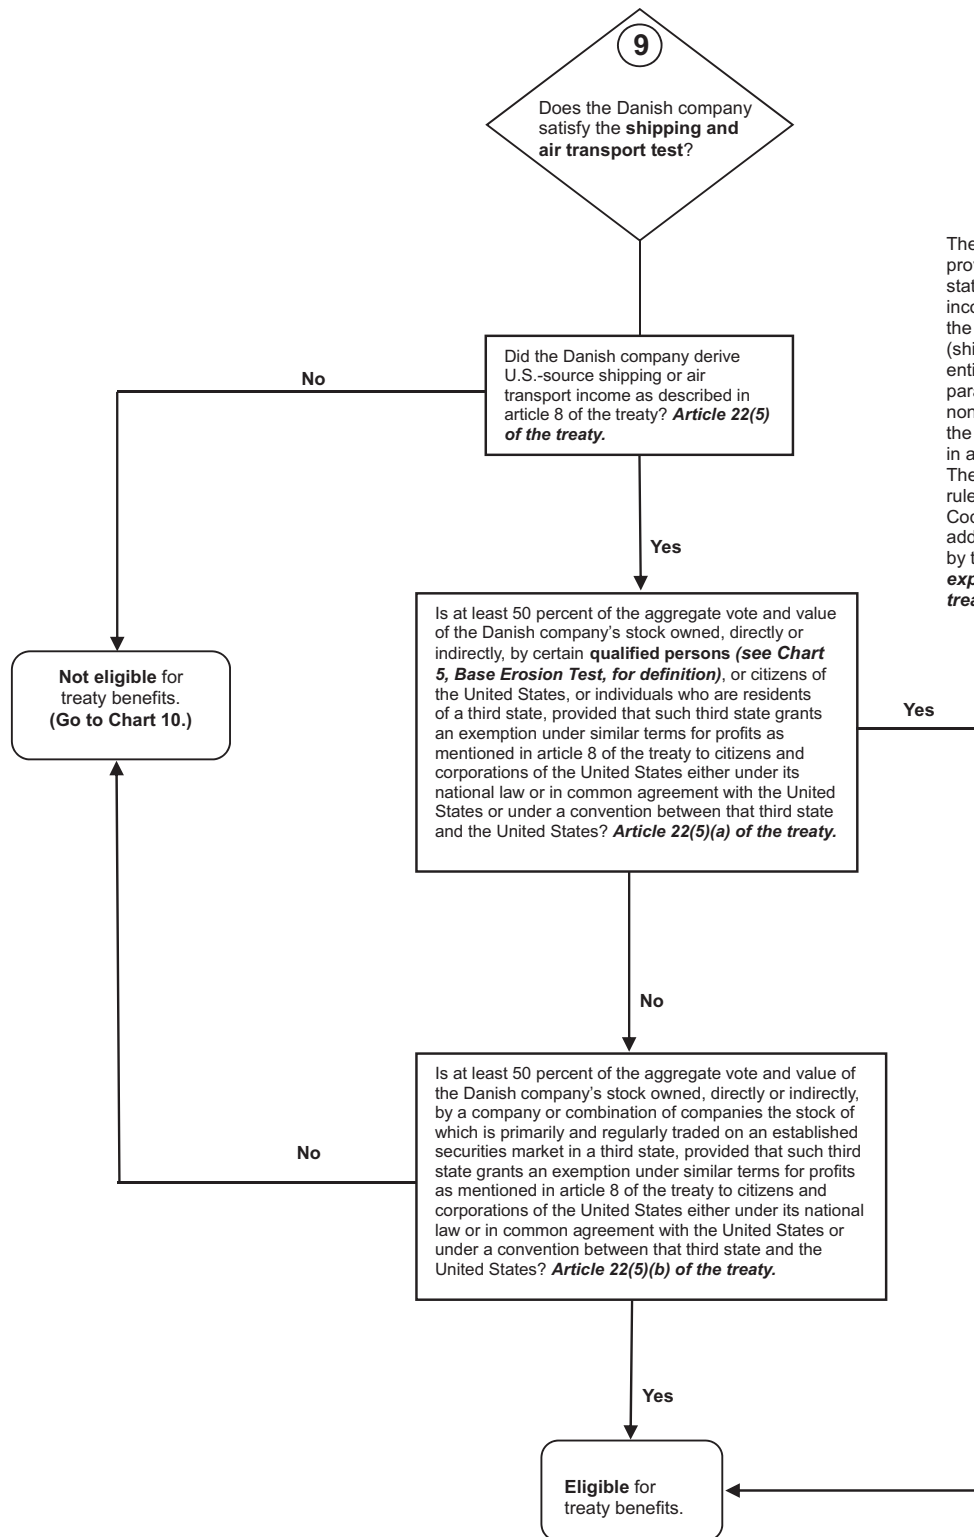 9
Does the Danish company
satisfy the shipping and
air transport test?
Did the Danish company derive
U.S.-source shipping or air
transport income as described in
article 8 of the treaty? Article 22(5)
of the treaty.
No
Yes
Is at least 50 percent of the aggregate vote and value
of the Danish company's stock owned, directly or
indirectly, by certain qualified persons (see Chart
5, Base Erosion Test, for definition), or citizens of
the United States, or individuals who are residents
of a third state, provided that such third state grants
an exemption under similar terms for profits as
mentioned in article 8 of the treaty to citizens and
corporations of the United States either under its
national law or in common agreement with the United
States or under a convention between that third state
and the United States? Article 22(5)(a) of the treaty.
Not eligible for
treaty benefits.
(Go to Chart 10.)
Yes
No
Is at least 50 percent of the aggregate vote and value of
the Danish company's stock owned, directly or indirectly,
by a company or combination of companies the stock of
which is primarily and regularly traded on an established
securities market in a third state, provided that such third
state grants an exemption under similar terms for profits
as mentioned in article 8 of the treaty to citizens and
corporations of the United States either under its national
law or in common agreement with the United States or
under a convention between that third state and the
United States? Article 22(5)(b) of the treaty.
No
Yes
Eligible for
treaty benefits.
The
the
in a
The
by t